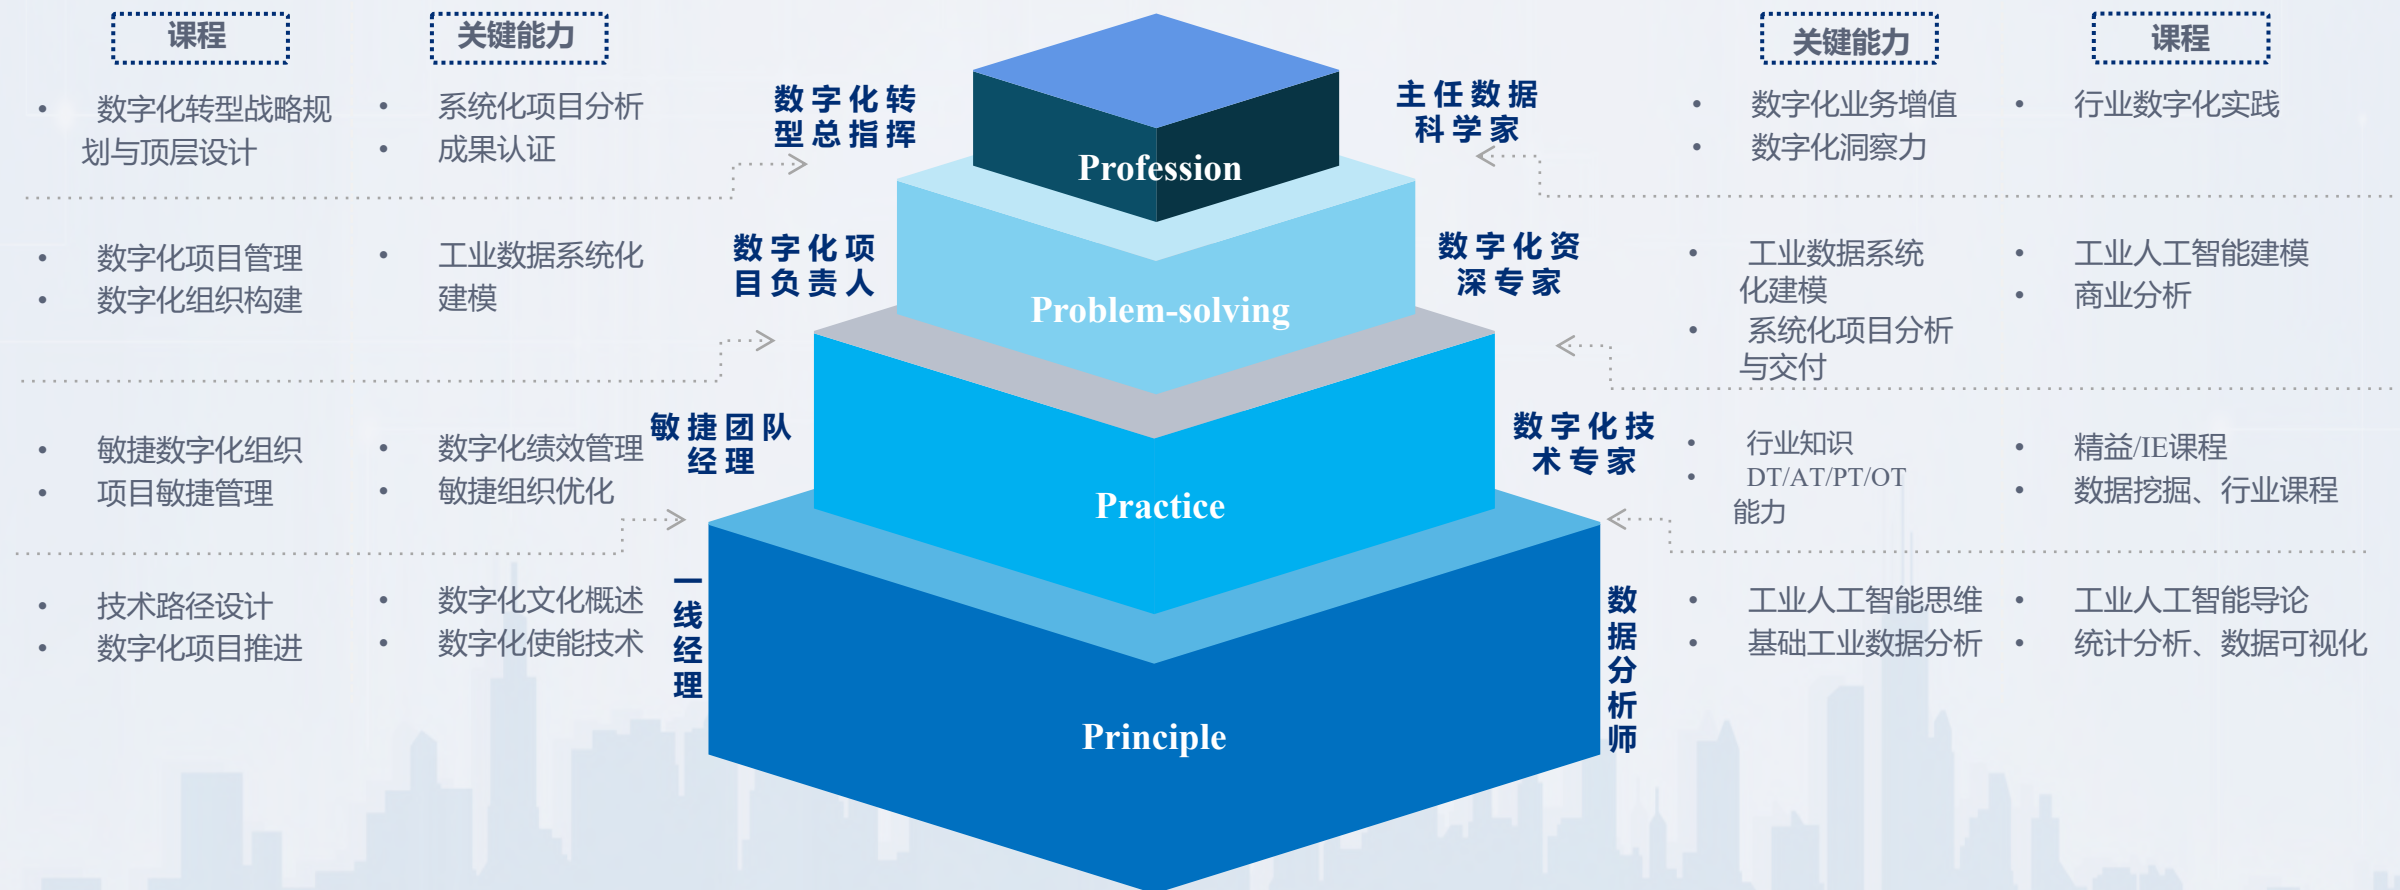 课程
关键能力
关键能力
课程
• 数字化转型战略规
划与顶层设计
• 系统化项目分析
• 成果认证
数字化转
型总指挥
Profession
主任数据
科学家
• 数字化业务增值
• 数字化洞察力
• 行业数字化实践
• 数字化项目管理
• 数字化组织构建
• 工业数据系统化
建模
数字化项
目负责人
Problem-solving
数字化资
深专家
• 工业数据系统
化建模
• 系统化项目分析
与交付
• 工业人工智能建模
• 商业分析
• 敏捷数字化组织
• 项目敏捷管理
• 数字化绩效管理
• 敏捷组织优化
敏捷团队
经理
Practice
数字化技
术专家
• 行业知识
• DT/AT/PT/OT
能力
• 精益/IE课程
• 数据挖掘、行业课程
• 技术路径设计
• 数字化项目推进
• 数字化文化概述
• 数字化使能技术
一线经理
Principle
数据分析师
• 工业人工智能思维
• 基础工业数据分析
• 工业人工智能导论
• 统计分析、数据可视化